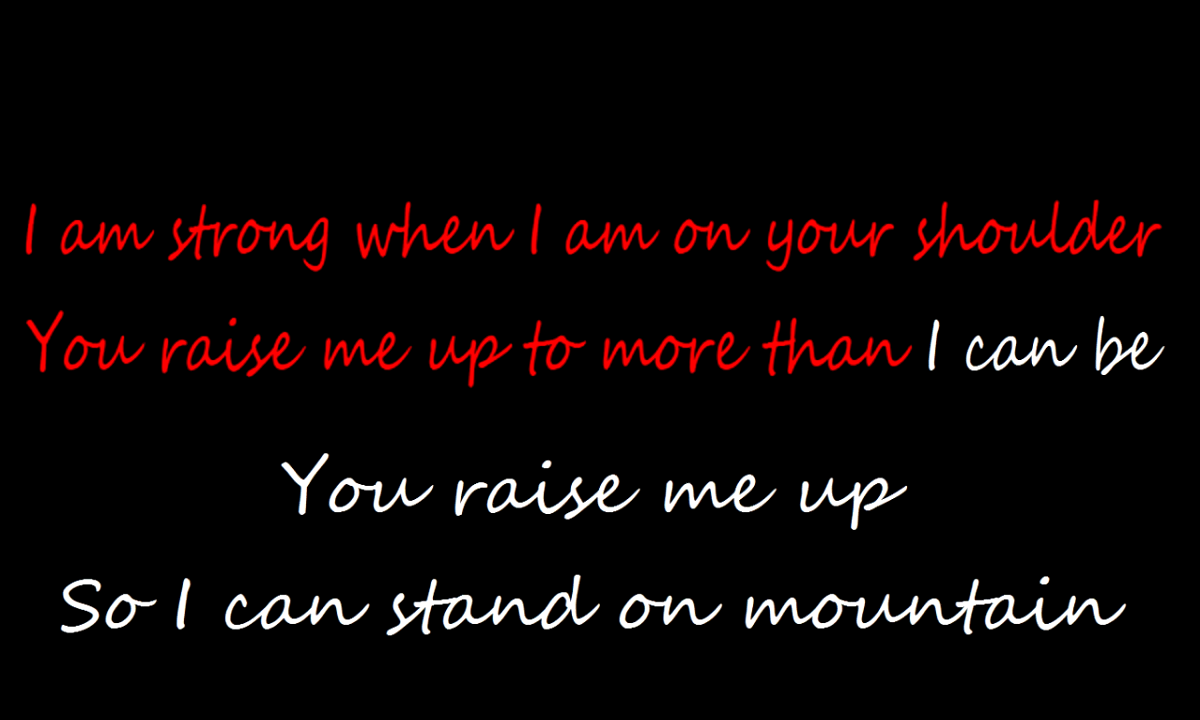 I am strong when I am on your shoulder
You raise me up to more than I can be
You raise me up
So I can stand on mountain